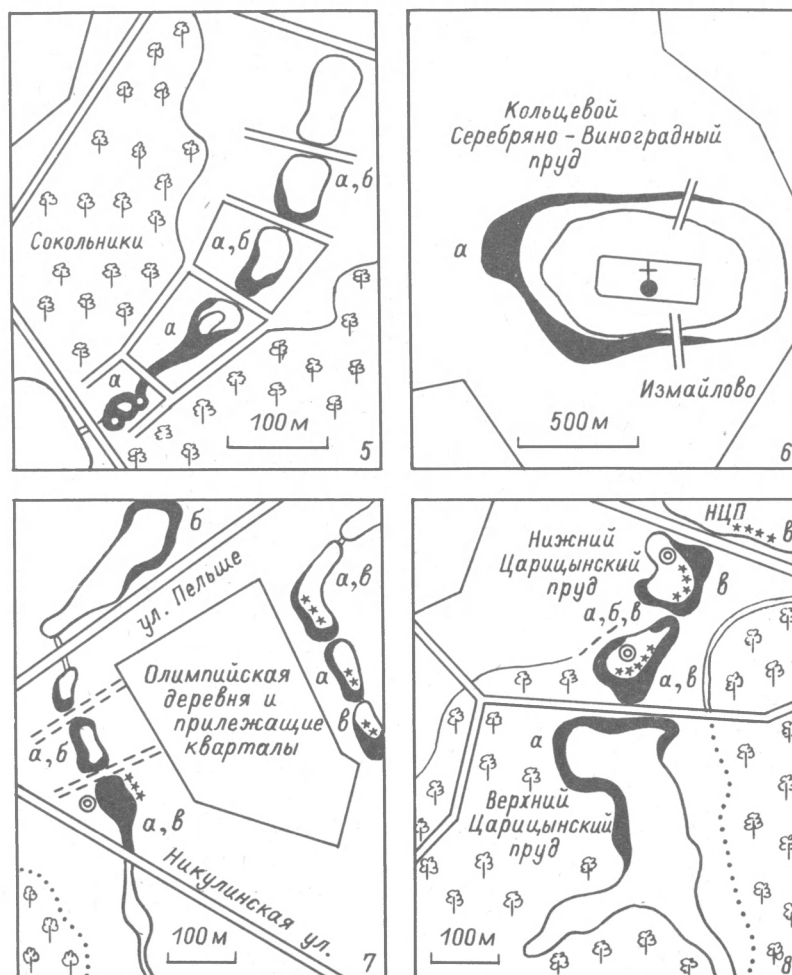 а, б
Сокольники
а, б
а
а
100 м
5
Кольцевой
Серебряно - Виноградный
пруд
а
Измайлово
500 м
6
б
ул. Пельше
а, в
Олимпийская
деревня и
прилежащие
кварталы
а
в
а, б
а, в
Никулинская ул.
100 м
7
НЦП
в
Нижний
Царицынский
пруд
в
а, б, в
а, в
а
Верхний
Царицынский
пруд
100 м
8